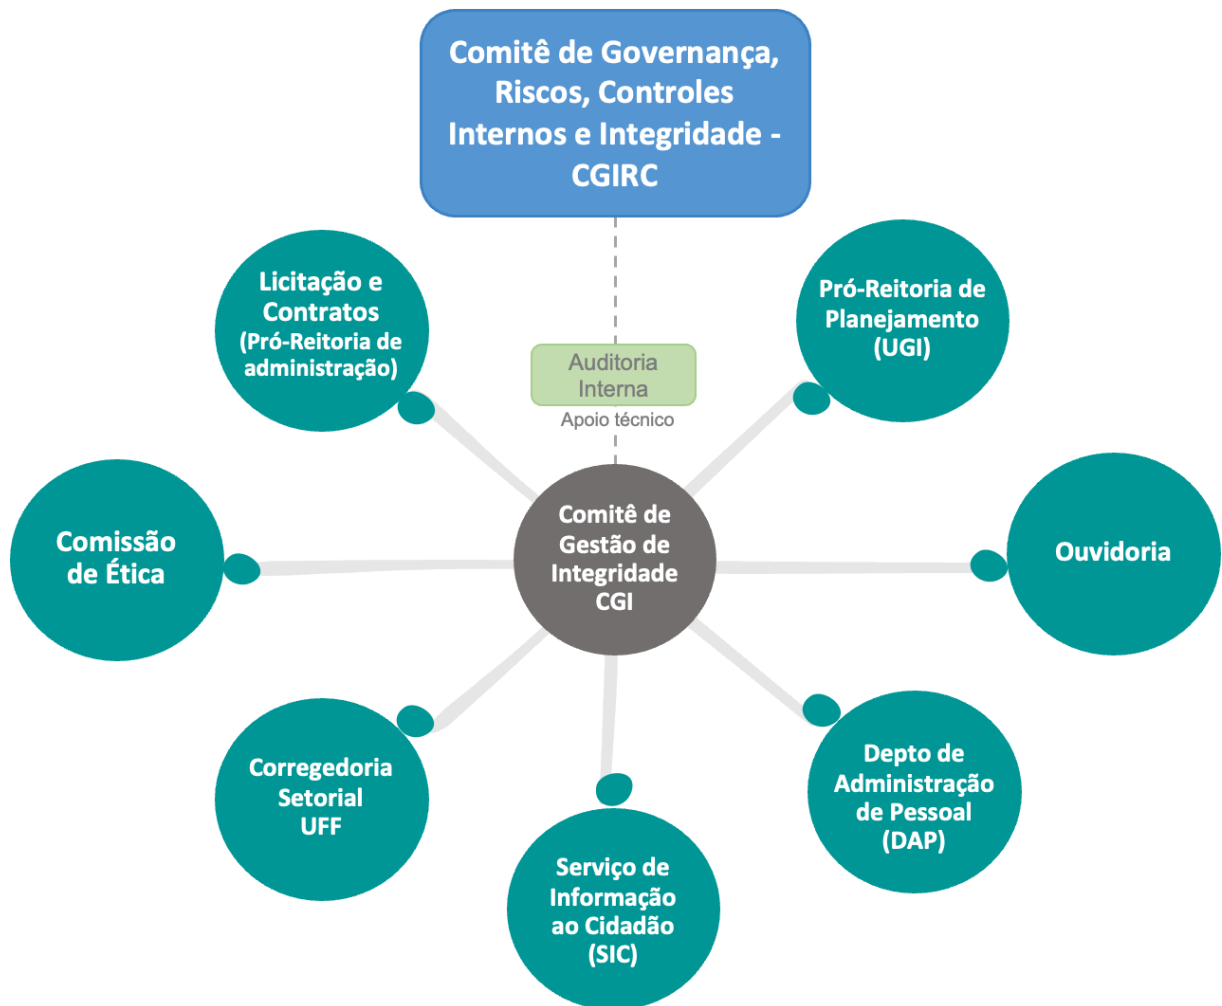 Comitê de Governança,
Riscos, Controles
Internos e Integridade -
CGIRC
Licitação e
Contratos
(Pró-Reitoria de
administração)
Pró-Reitoria de
Planejamento
(UGI)
Auditoria
Interna
Apoio técnico
Comissão
de Ética
Comitê de
Gestão de
Integridade
CGI
Ouvidoria
Corregedoria
Setorial
UFF
Serviço de
Informação
ao Cidadão
(SIC)
Depto de
Administração
de Pessoal
(DAP)